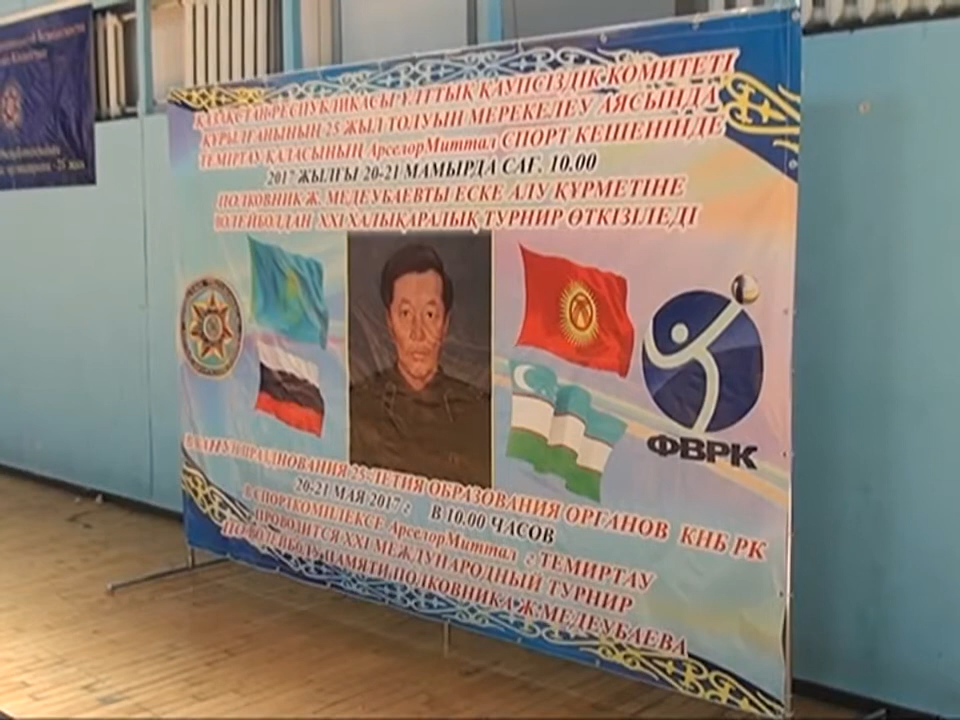 ҚАЗАҚСТАН РЕСПУБЛИКАСЫ ҰЛТТЫҚ ҚАУІПСІЗДІК КОМИТЕТІ
ҚҰРЫЛҒАНЫНЫҢ 25 ЖЫЛ ТОЛУЫН МЕРЕКЕЛЕУ АЯСЫНДА
ТЕМІРТАУ ҚАЛАСЫНЫҢ АрселорМиттал СПОРТ КЕШЕНІНДЕ
2017 ЖЫЛҒЫ 20-21 МАМЫРДА САҒ. 10.00
ПОЛКОВНИК Ж. МЕДЕУБАЕВТЫ ЕСКЕ АЛУ ҚҰРМЕТІНЕ
ВОЛЕЙБОЛДАН XXI ХАЛЫҚАРАЛЫҚ ТУРНИР ӨТКІЗІЛЕДІ
ФВРК
ПРАЗДНОВАНИЯ 25-ЛЕТИЯ ОБРАЗОВАНИЯ ОРГАНОВ КНБ РК
20-21 МАЯ 2017 г В 10.00 ЧАСОВ
В СПОРТКОМПЛЕКСЕ АрселорМиттал г ТЕМИРТАУ
ПРОВОДИТСЯ XXI МЕЖДУНАРОДНЫЙ ТУРНИР
ПО ВОЛЕЙБОЛУ ПАМЯТИ ПОЛКОВНИКА Ж.МЕДЕУБАЕВА